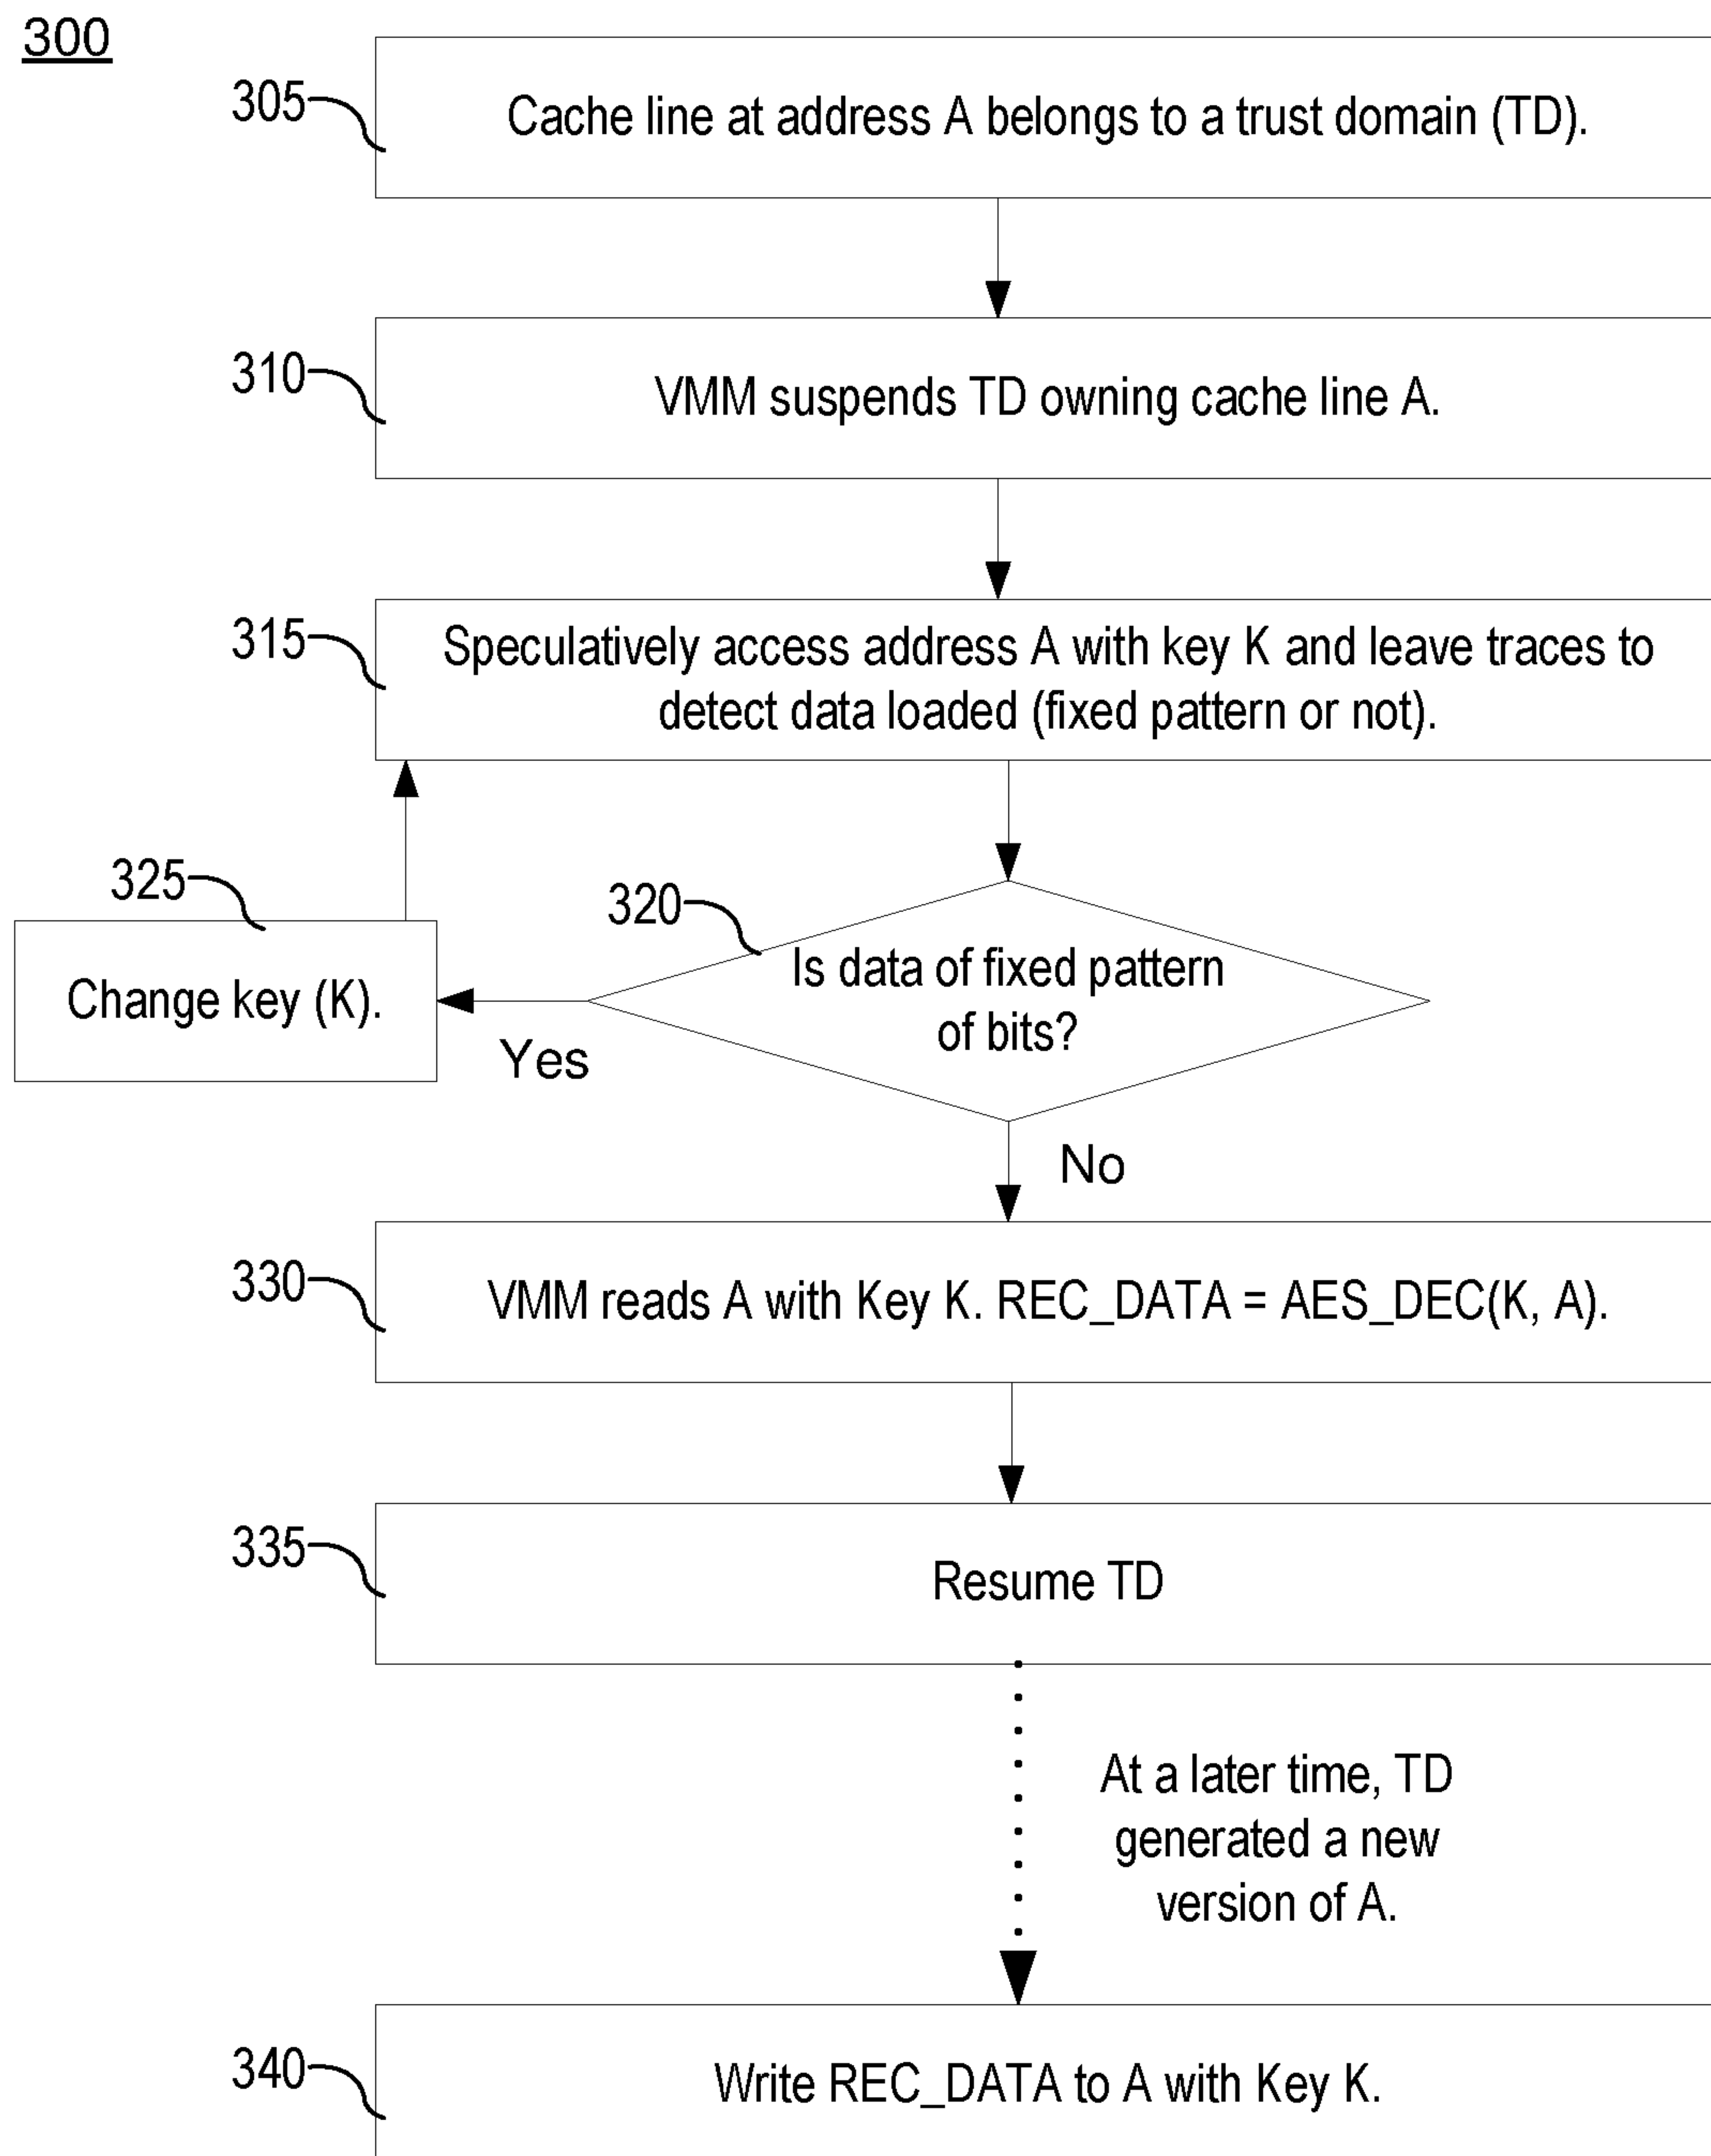 300
305
Cache line at address A belongs to a trust domain (TD).
310
VMM suspends TD owning cache line A.
315
Speculatively access address A with key K and leave traces to
detect data loaded (fixed pattern or not).
325
320
Is data of fixed pattern
of bits?
Change key (K).
Yes
No
330
VMM reads A with Key K. REC_DATA = AES_DEC(K, A).
335
Resume TD
At a later time, TD
generated a new
version of A.
340
Write REC_DATA to A with Key K.